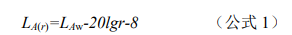 LA(r)=LAw-20lgr-8 （公式 1）